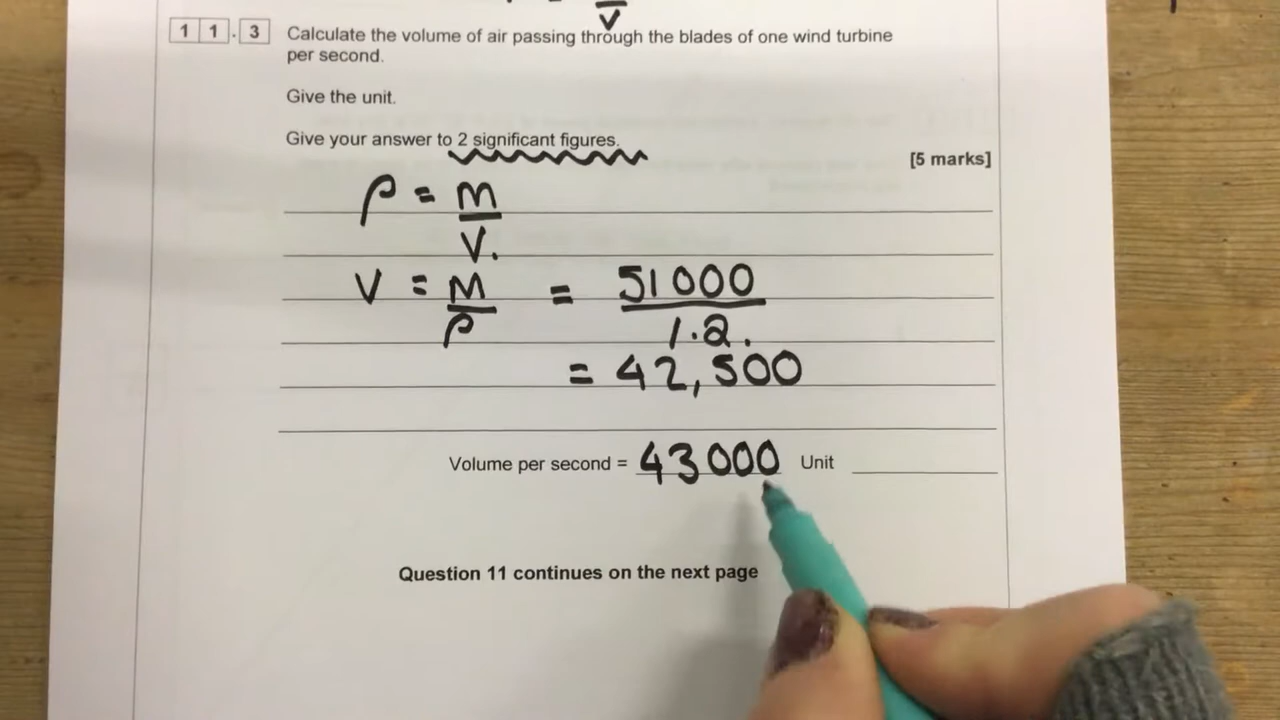 V
11.3 Calculate the volume of air passing through the blades of one wind turbine
per second.
Give the unit.
Give your answer to 2 significant figures.
[5 marks]
ρ = m
V.
V = M = 51000
ρ 1.2.
= 42,500
Volume per second = 43000 Unit
Question 11 continues on the next page